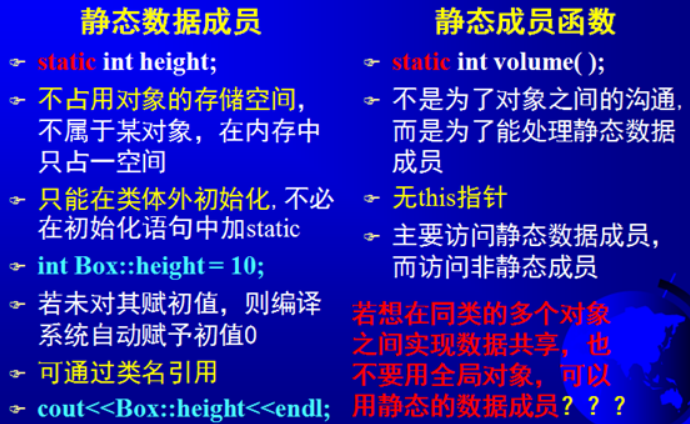 静态数据成员
static int height;
不占用对象的存储空间,
不属于某对象，在内存中
只占一空间
只能在类体外初始化,不必
在初始化语句中加static
int Box::height = 10;
若未对其赋初值，则编译
系统自动赋予初值0
可通过类名引用
cout<<Box::height<<endl;
静态成员函数
static int volume( );
不是为了对象之间的沟通,
而是为了能处理静态数据
成员
无this指针
主要访问静态数据成员，
而访问非静态成员
若想在同类的多个对象
之间实现数据共享，也
不要用全局对象，可以
用静态的数据成员？？？